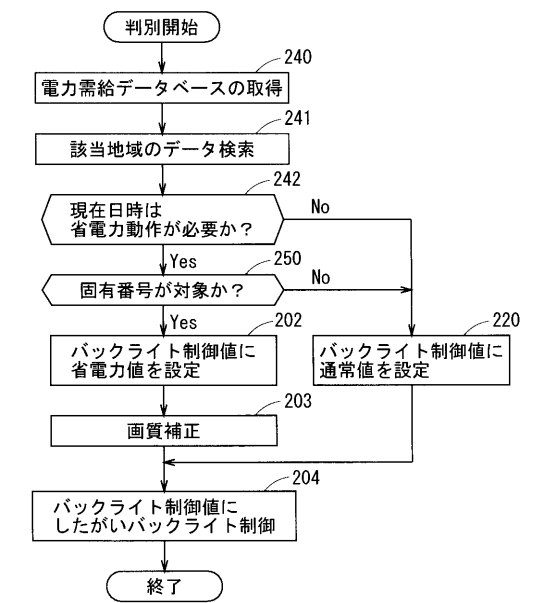 判別開始
240
電力需給データベースの取得
241
該当地域のデータ検索
242
現在日時は
省電力動作が必要か？
No
Yes
250
固有番号が対象か？
No
Yes
202
バックライト制御値に
省電力値を設定
220
バックライト制御値に
通常値を設定
203
画質補正
204
バックライト制御値に
したがいバックライト制御
終了